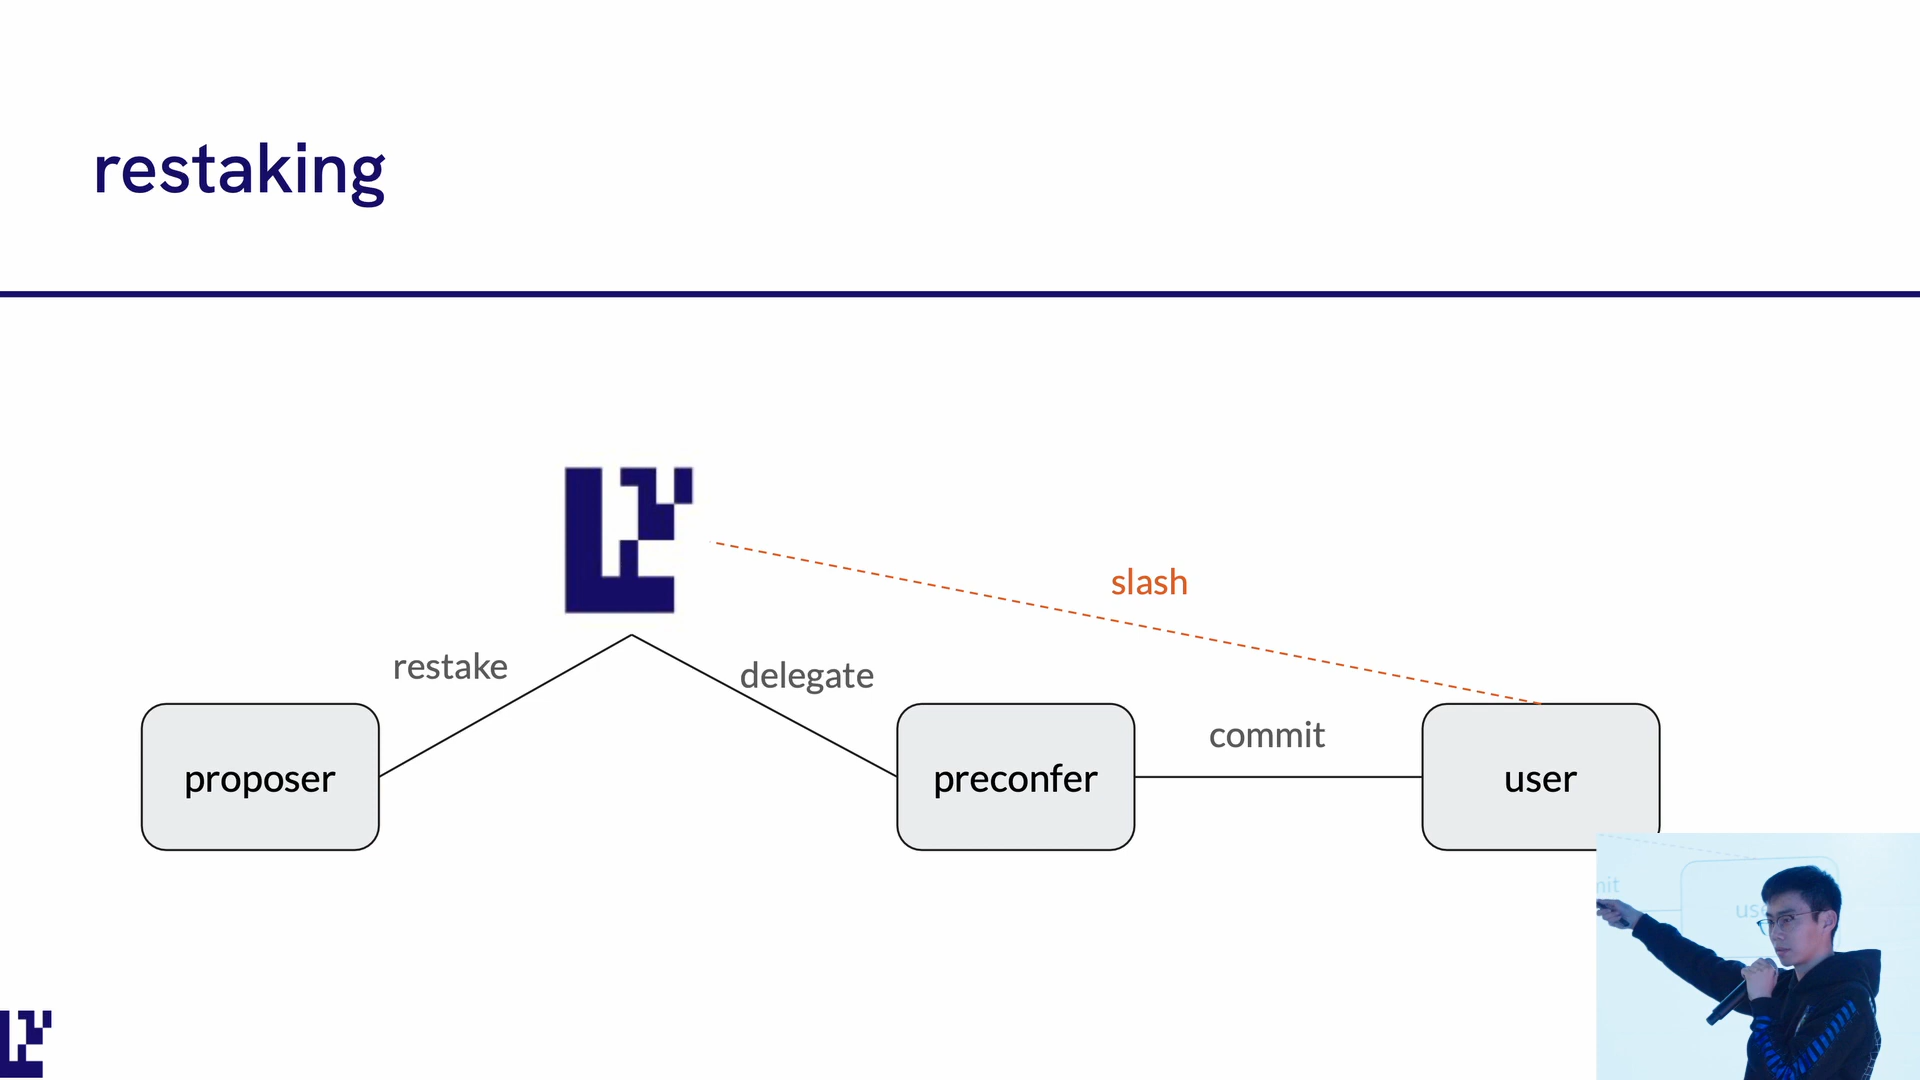 restaking
slash
restake
delegate
commit
proposer
preconfer
user